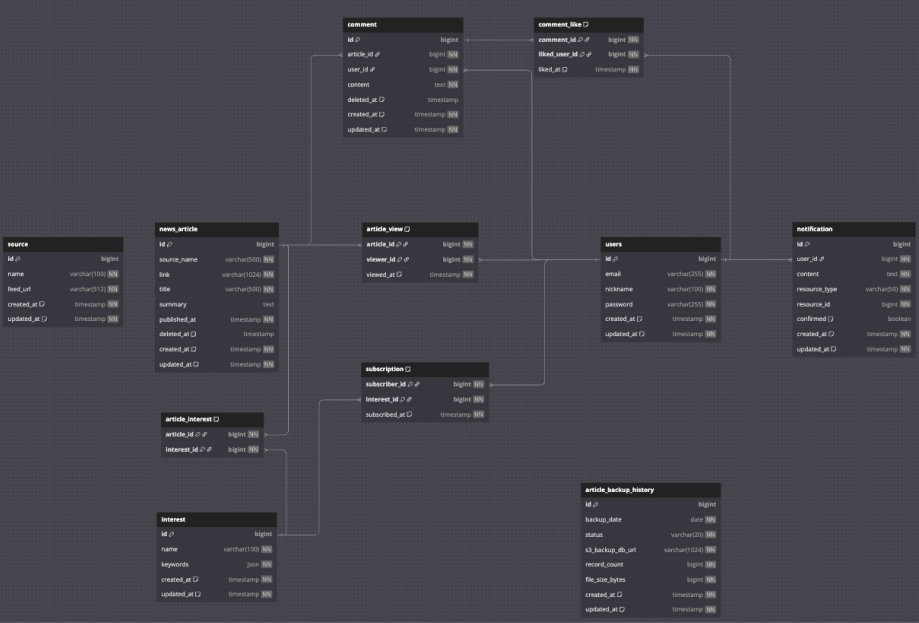 comment
id bigint
article_id bigint NN
user_id bigint NN
content text NN
deleted_at timestamp
created_at timestamp NN
updated_at timestamp NN
comment_like
comment_id bigint NN
liked_user_id bigint NN
liked_at timestamp NN
source
id bigint
name varchar(100) NN
feed_url varchar(512) NN
created_at timestamp NN
updated_at timestamp NN
news_article
id bigint
source_name varchar(500) NN
link varchar(1024) NN
title varchar(500) NN
summary text
published_at timestamp NN
deleted_at timestamp
created_at timestamp NN
updated_at timestamp NN
article_view
article_id bigint NN
viewer_id bigint NN
viewed_at timestamp NN
users
id bigint
email varchar(255) NN
nickname varchar(100) NN
password varchar(255) NN
created_at timestamp NN
updated_at timestamp NN
notification
id bigint
user_id bigint NN
content text NN
resource_type varchar(50) NN
resource_id bigint NN
confirmed boolean
created_at timestamp NN
updated_at timestamp NN
subscription
subscriber_id bigint NN
interest_id bigint NN
subscribed_at timestamp NN
article_interest
article_id bigint NN
interest_id bigint NN
interest
id bigint
name varchar(100) NN
keywords json NN
created_at timestamp NN
updated_at timestamp NN
article_backup_history
id bigint
backup_date date NN
status varchar(20) NN
s3_backup_db_url varchar(1024) NN
record_count bigint NN
file_size_bytes bigint NN
created_at timestamp NN
updated_at timestamp NN